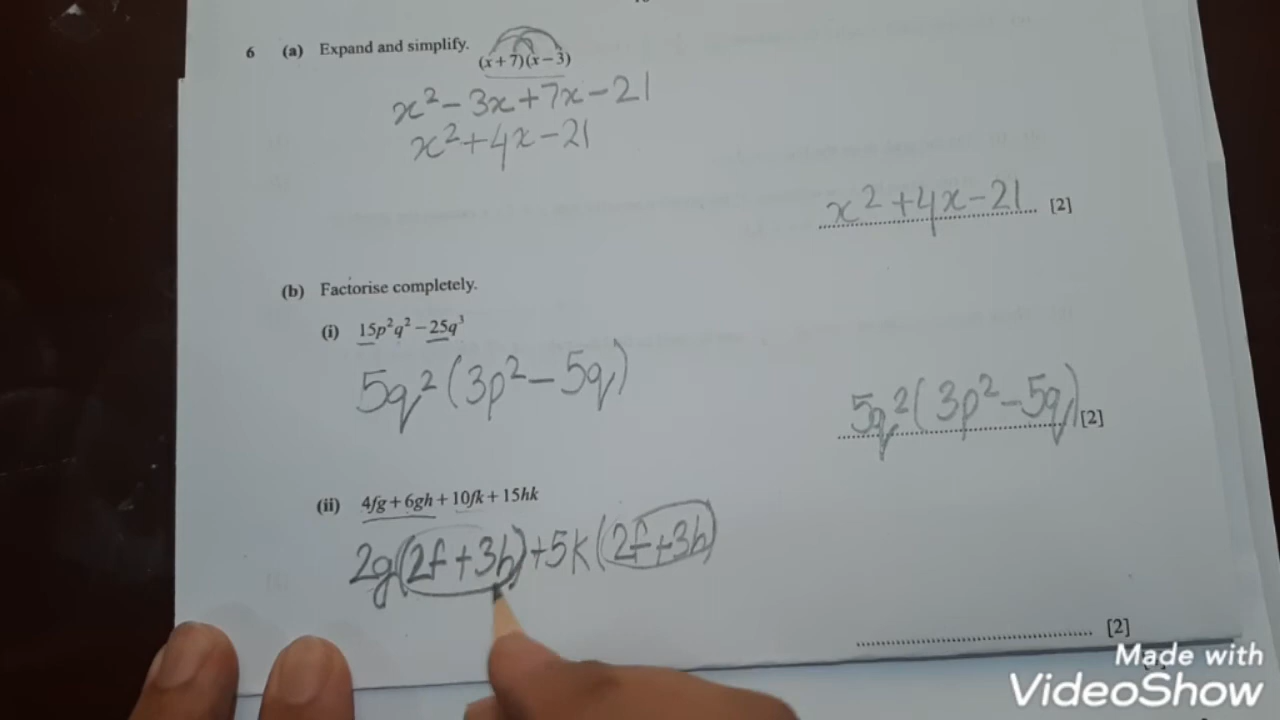 6 (a) Expand and simplify.
(x+7)(x−3)
x² − 3x + 7x − 21
x² + 4x − 21
x² + 4x − 21 [2]
(b) Factorise completely.
(i) 15p²q² − 25q³
5q² (3p² − 5q)
5q² (3p² − 5q) [2]
(ii) 4fg + 6gh + 10fk + 15hk
2g(2f + 3h) + 5k(2f + 3h)
[2]
Made with
VideoShow